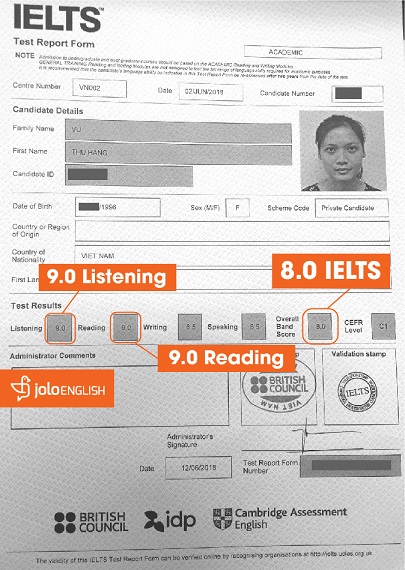 IELTS™
Test Report Form
ACADEMIC
NOTE Admission to undergraduate and post graduate courses should be based on the ACADEMIC Reading and Writing Modules.
GENERAL TRAINING Reading and Writing Modules are not designed to test the full range of language skills required for academic purposes.
It is recommended that the candidate's language ability as indicated in this Test Report Form be re-assessed after two years from the date of the test.
Centre Number VN002 Date 02/JUN/2018 Candidate Number
Candidate Details
Family Name VU
First Name THU HANG
Candidate ID
Date of Birth /1996 Sex (M/F) F Scheme Code Private Candidate
Country or Region
of Origin
Country of
Nationality VIET NAM
First Lan
9.0 Listening
8.0 IELTS
Test Results
Listening 9.0 Reading 9.0 Writing 6.5 Speaking 6.5 Overall Band Score 8.0 CEFR Level C1
9.0 Reading
Administrator Comments
Validation stamp
jolo ENGLISH
BRITISH COUNCIL
VIET NAM
IELTS
Administrator's
Signature
Date 12/06/2018 Test Report Form
Number
BRITISH COUNCIL
idp
Cambridge Assessment
English
The validity of this IELTS Test Report Form can be verified online by recognising organisations at http://ielts.ucles.org.uk